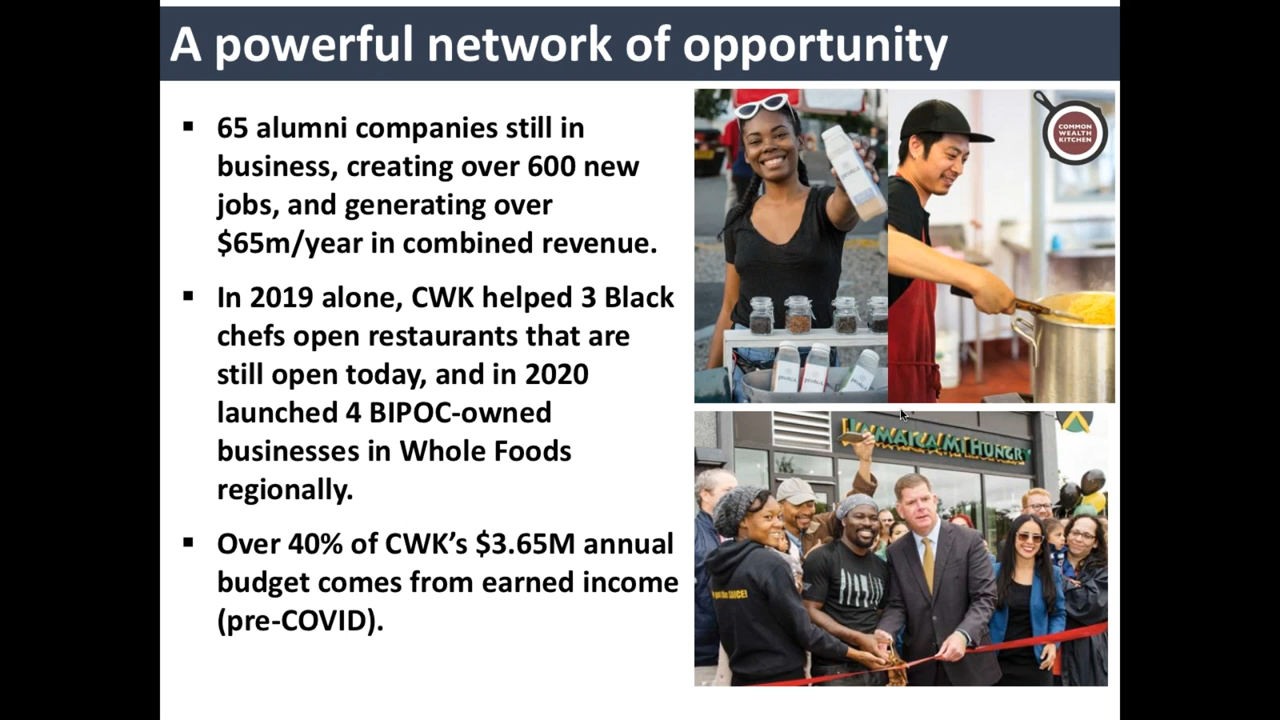 A powerful network of opportunity
▪ 65 alumni companies still in
business, creating over 600 new
jobs, and generating over
$65m/year in combined revenue.
▪ In 2019 alone, CWK helped 3 Black
chefs open restaurants that are
still open today, and in 2020
launched 4 BIPOC-owned
businesses in Whole Foods
regionally.
▪ Over 40% of CWK’s $3.65M annual
budget comes from earned income
(pre-COVID).
COMMON
WEALTH
KITCHEN
JAMAICA MI HUNGRY